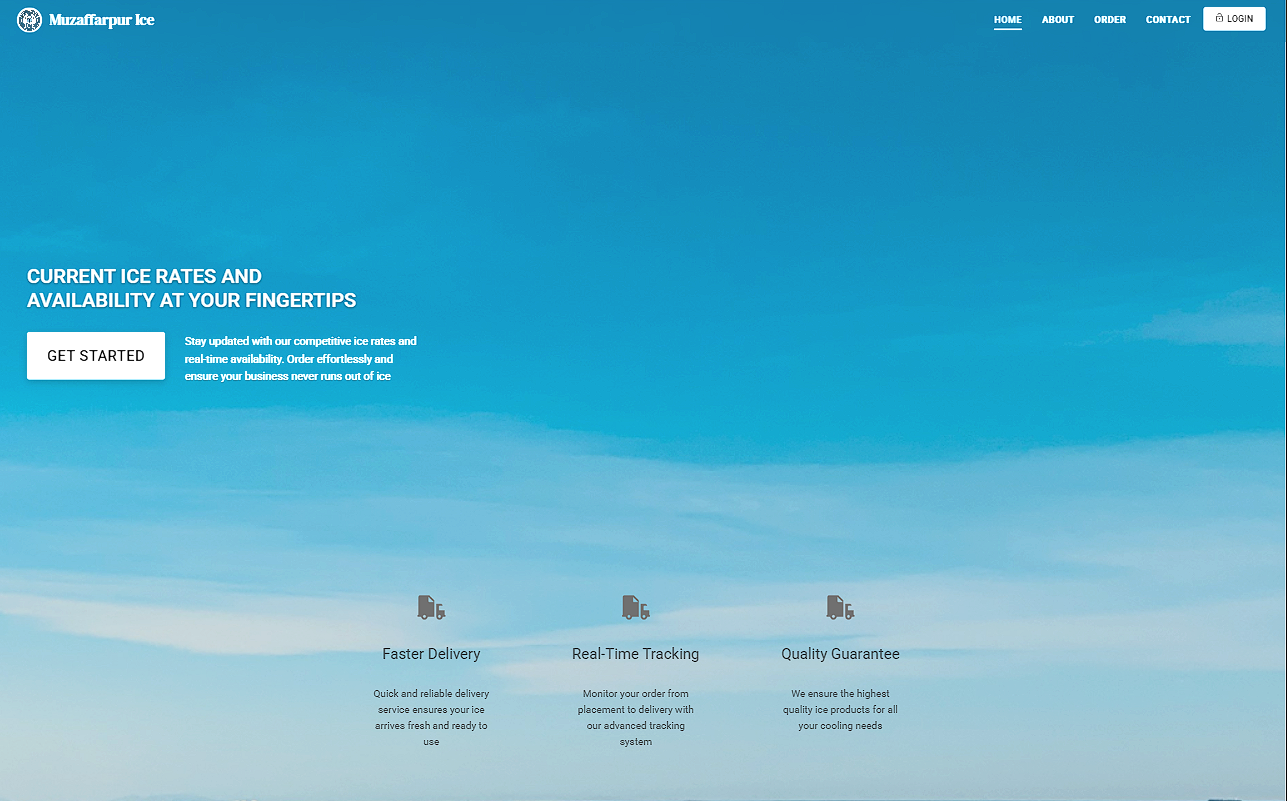 Muzaffarpur Ice
HOME ABOUT ORDER CONTACT LOGIN
CURRENT ICE RATES AND
AVAILABILITY AT YOUR FINGERTIPS
GET STARTED
Stay updated with our competitive ice rates and
real-time availability. Order effortlessly and
ensure your business never runs out of ice
Faster Delivery
Quick and reliable delivery
service ensures your ice
arrives fresh and ready to
use
Real-Time Tracking
Monitor your order from
placement to delivery with
our advanced tracking
system
Quality Guarantee
We ensure the highest
quality ice products for all
your cooling needs